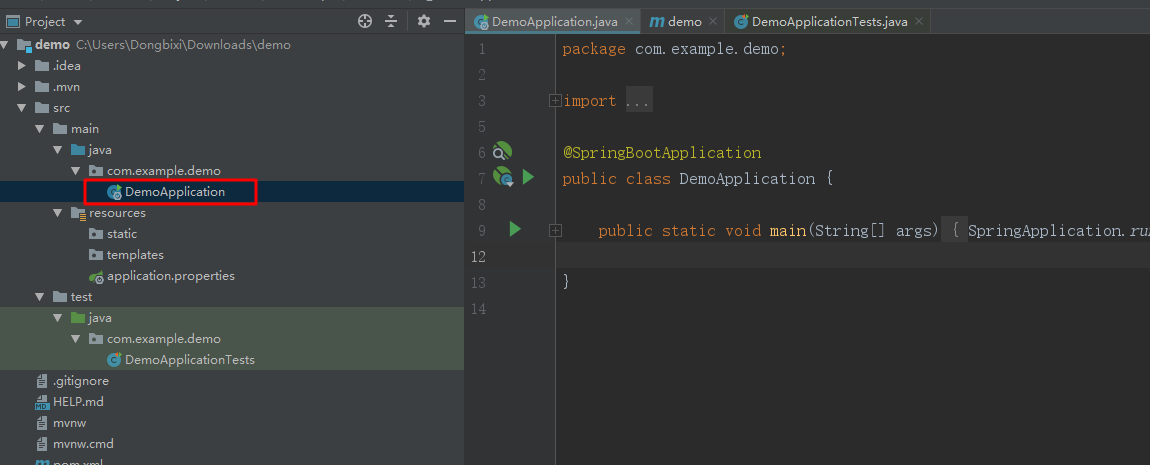 Project
demo C:\Users\Dongbixi\Downloads\demo
.idea
.mvn
src
main
java
com.example.demo
DemoApplication
resources
static
templates
application.properties
test
java
com.example.demo
DemoApplicationTests
.gitignore
HELP.md
mvnw
mvnw.cmd
pom.xml
DemoApplication.java
m demo
DemoApplicationTests.java
1 package com.example.demo;
2
3 import ...
5
6 @SpringBootApplication
7 public class DemoApplication {
8
9 public static void main(String[] args) { SpringApplication.ru
12
13 }
14